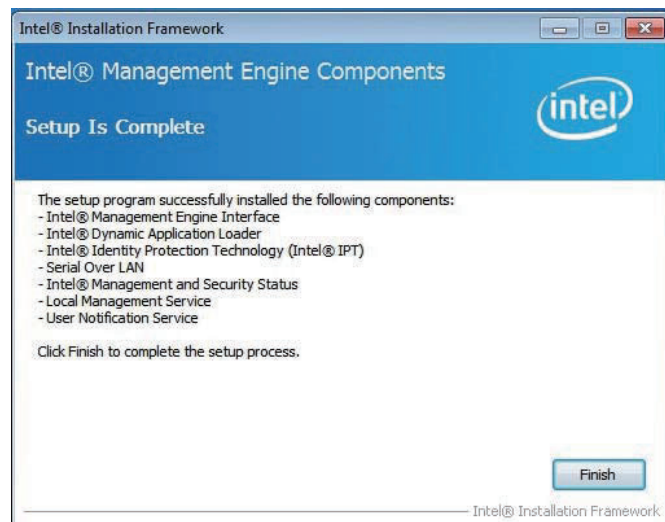 Intel® Installation Framework
Intel® Management Engine Components
intel®
Setup Is Complete
The setup program successfully installed the following components:
- Intel® Management Engine Interface
- Intel® Dynamic Application Loader
- Intel® Identity Protection Technology (Intel® IPT)
- Serial Over LAN
- Intel® Management and Security Status
- Local Management Service
- User Notification Service
Click Finish to complete the setup process.
Finish
Intel® Installation Framework